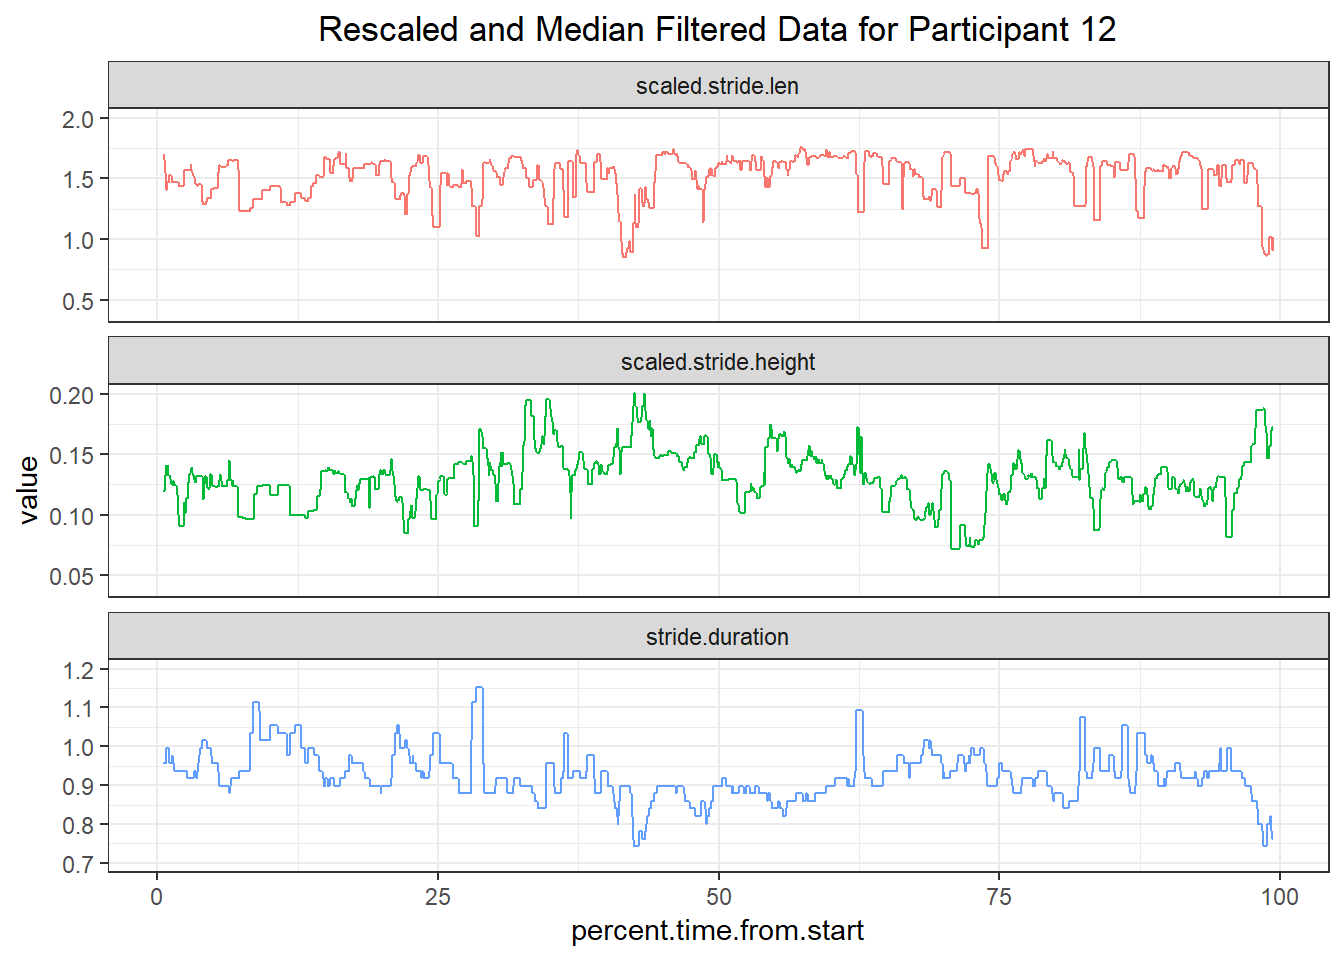 Rescaled and Median Filtered Data for Participant 12
scaled.stride.len
2.0
1.5
1.0
0.5
scaled.stride.height
0.20
0.15
0.10
0.05
value
stride.duration
1.2
1.1
1.0
0.9
0.8
0.7
0 25 50 75 100
percent.time.from.start